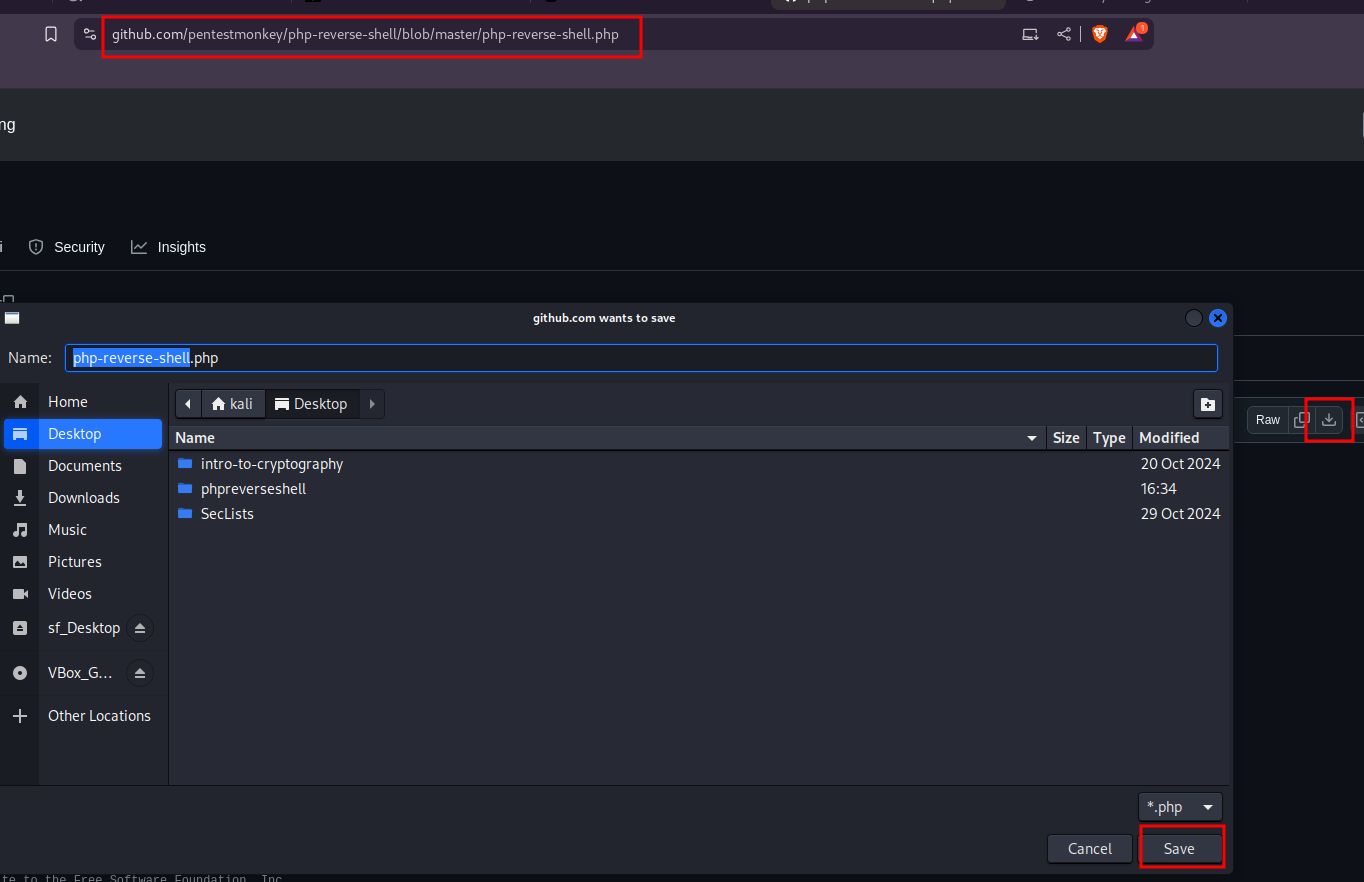 github.com/pentestmonkey/php-reverse-shell/blob/master/php-reverse-shell.php
1
ng
i
Security
Insights
github.com wants to save
Name:
php-reverse-shell.php
Home
kali
Desktop
Desktop
Name
Size
Type
Modified
Raw
intro-to-cryptography
20 Oct 2024
Documents
phpreverseshell
16:34
Downloads
SecLists
29 Oct 2024
Music
Pictures
Videos
sf_Desktop
VBox_G...
Other Locations
*.php
Cancel
Save
te to the Free Software Foundation, Inc